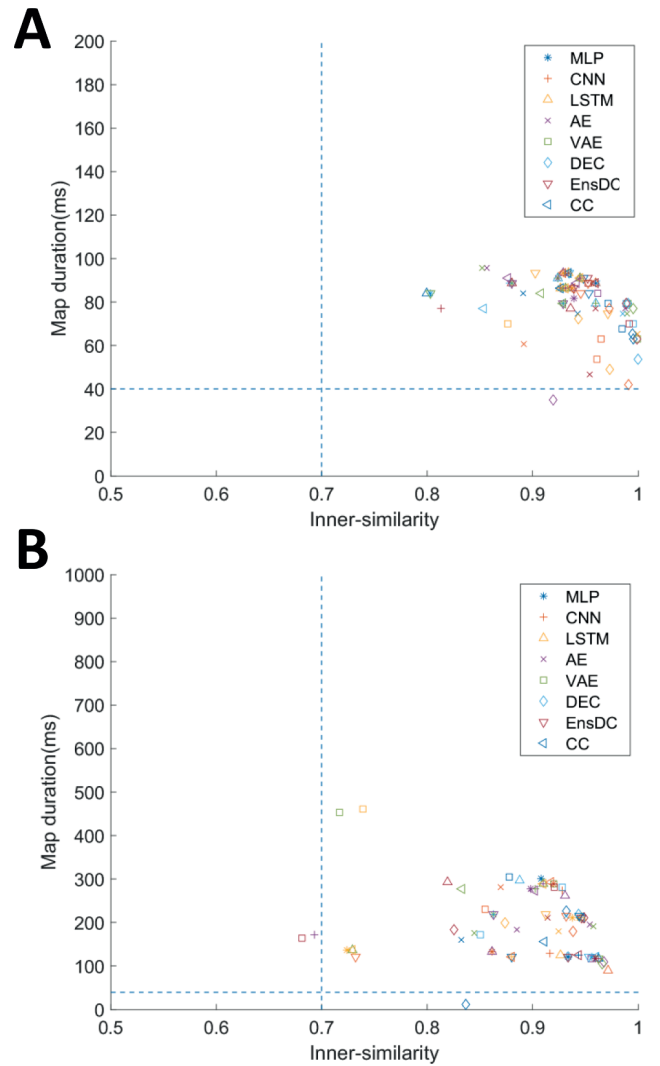 A
200
180
160
140
120
100
80
60
40
20
0
Map duration(ms)
0.5 0.6 0.7 0.8 0.9 1
Inner-similarity
MLP
CNN
LSTM
AE
VAE
DEC
EnsDC
CC
B
1000
900
800
700
600
500
400
300
200
100
0
Map duration(ms)
0.5 0.6 0.7 0.8 0.9 1
Inner-similarity
MLP
CNN
LSTM
AE
VAE
DEC
EnsDC
CC